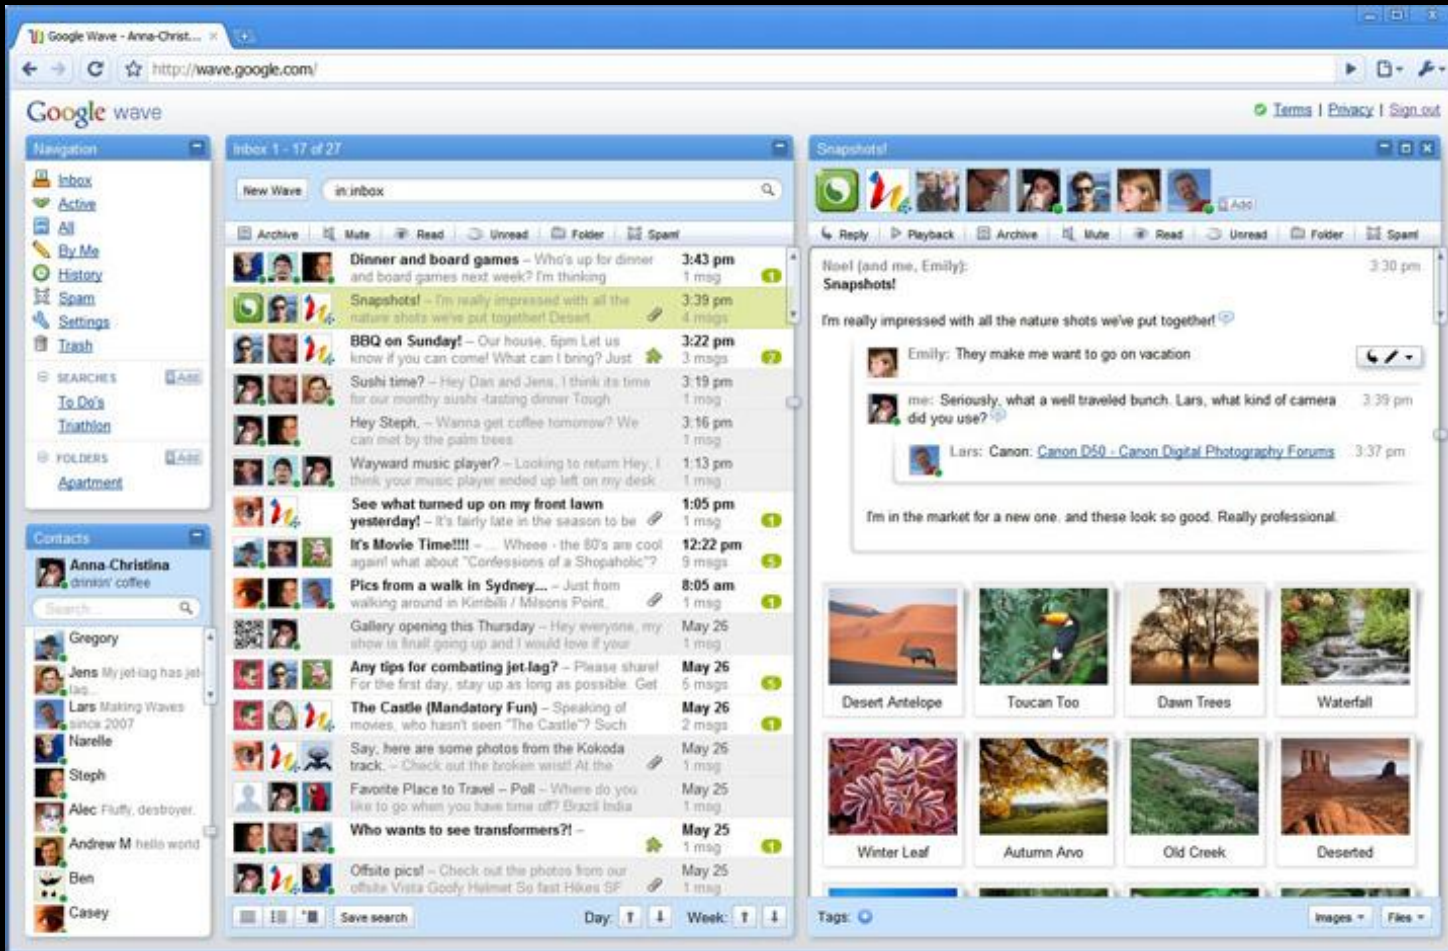 Google Wave - Anna-Christ...
http://wave.google.com/
Google wave
Terms | Privacy | Sign out
Navigation
Inbox
Active
All
By Me
History
Spam
Settings
Trash
SEARCHES Add
To Do's
Triathlon
FOLDERS Add
Apartment
Contacts
Anna-Christina
drinkin' coffee
Search...
Gregory
Jens My jet-lag has jet-
lag...
Lars Making Waves
since 2007
Narelle
Steph
Alec Fluffy, destroyer.
Andrew M hello world
Ben
Casey
Inbox 1 - 17 of 27
New Wave in:inbox
Archive Mute Read Unread Folder Spam!
Dinner and board games – Who's up for dinner 3:43 pm
and board games next week? I'm thinking 1 msg 1
Snapshots! – I'm really impressed with all the 3:39 pm
nature shots we've put together! Desert 4 msgs
BBQ on Sunday! – Our house, 6pm Let us 3:22 pm
know if you can come! What can I bring? Just 3 msgs 2
Sushi time? – Hey Dan and Jens, I think its time 3:19 pm
for our monthy sushi -tasting dinner Tough 1 msg
Hey Steph, – Wanna get coffee tomorrow? We 3:16 pm
can met by the palm trees 1 msg
Wayward music player? – Looking to return Hey, I 1:13 pm
think your music player ended up left on my desk 1 msg
See what turned up on my front lawn 1:05 pm
yesterday! – It's fairly late in the season to be 1 msg 1
It's Movie Time!!!! – ... Wheee - the 80's are cool 12:22 pm
again! what about "Confessions of a Shopaholic"? 9 msgs 5
Pics from a walk in Sydney... – Just from 8:05 am
walking around in Kirribilli / Milsons Point, 1 msg 1
Gallery opening this Thursday – Hey everyone, my May 26
show is finall going up and I would love if your 1 msg
Any tips for combating jet-lag? – Please share! May 26
For the first day, stay up as long as possible. Get 5 msgs 5
The Castle (Mandatory Fun) – Speaking of May 26
movies, who hasn't seen "The Castle"? Such 2 msgs 1
Say, here are some photos from the Kokoda May 26
track. – Check out the broken wrist! At the 1 msg
Favorite Place to Travel – Poll – Where do you May 26
like to go when you have time off? Brazil India 1 msg
Who wants to see transformers?! – May 25
1 msg 1
Offsite pics! – Check out the photos from our May 25
offsite Vista Goofy Helmet So fast Hikes SF 1 msg
Save search Day: Week:
Snapshots!
Add
Reply Playback Archive Mute Read Unread Folder Spam!
Noel (and me, Emily): 3:30 pm
Snapshots!
I'm really impressed with all the nature shots we've put together!
Emily: They make me want to go on vacation
me: Seriously, what a well traveled bunch. Lars, what kind of camera 3:39 pm
did you use?
Lars: Canon: Canon D50 - Canon Digital Photography Forums 3:37 pm
I'm in the market for a new one. and these look so good. Really professional.
Desert Antelope Toucan Too Dawn Trees Waterfall
Winter Leaf Autumn Arvo Old Creek Deserted
Tags: Images Files